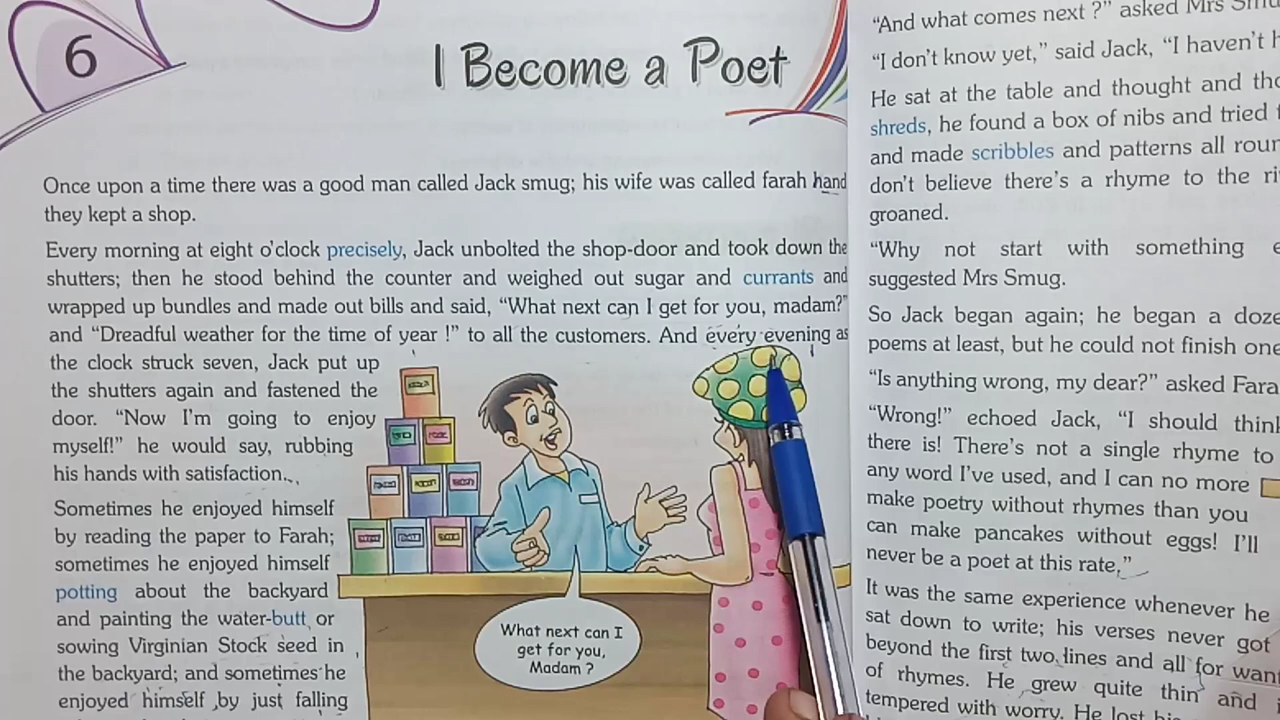 6
I Become a Poet
Once upon a time there was a good man called Jack smug; his wife was called farah hand
they kept a shop.
Every morning at eight o'clock precisely, Jack unbolted the shop-door and took down the
shutters; then he stood behind the counter and weighed out sugar and currants and
wrapped up bundles and made out bills and said, "What next can I get for you, madam?"
and "Dreadful weather for the time of year !" to all the customers. And every evening as
the clock struck seven, Jack put up
the shutters again and fastened the
door. "Now I'm going to enjoy
myself!" he would say, rubbing
his hands with satisfaction.
Sometimes he enjoyed himself
by reading the paper to Farah;
sometimes he enjoyed himself
potting about the backyard
and painting the water-butt or
sowing Virginian Stock seed in
the backyard; and sometimes he
enjoyed himself by just falling
What next can I
get for you,
Madam ?
"And what comes next ?" asked Mrs
"I don't know yet," said Jack, "I haven't
He sat at the table and thought and
shreds, he found a box of nibs and tried
and made scribbles and patterns all
don't believe there's a rhyme to the
groaned.
"Why not start with something
suggested Mrs Smug.
So Jack began again; he began a
poems at least, but he could not finish
"Is anything wrong, my dear?" asked
"Wrong!" echoed Jack, "I should
there is! There's not a single rhyme to
any word I've used, and I can no more
make poetry without rhymes than you
can make pancakes without eggs! I'll
never be a poet at this rate,"
It was the same experience whenever he
sat down to write; his verses never got
beyond the first two lines and all for
of rhymes. He grew quite thin and
tempered with worry. He lost